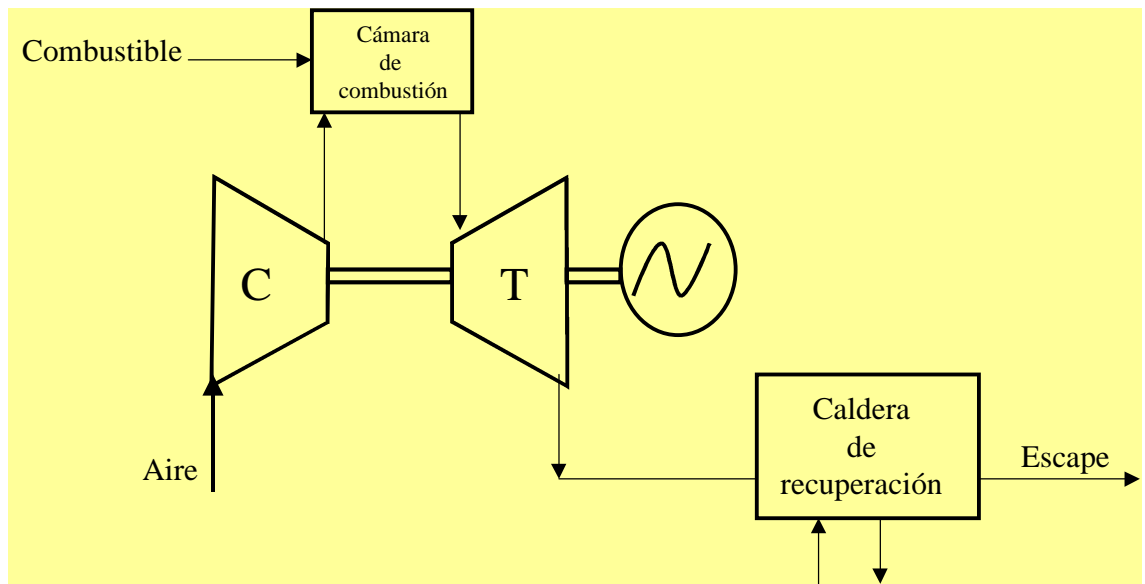 Combustible
Cámara
de
combustión
C
T
Aire
Caldera
de
recuperación
Escape